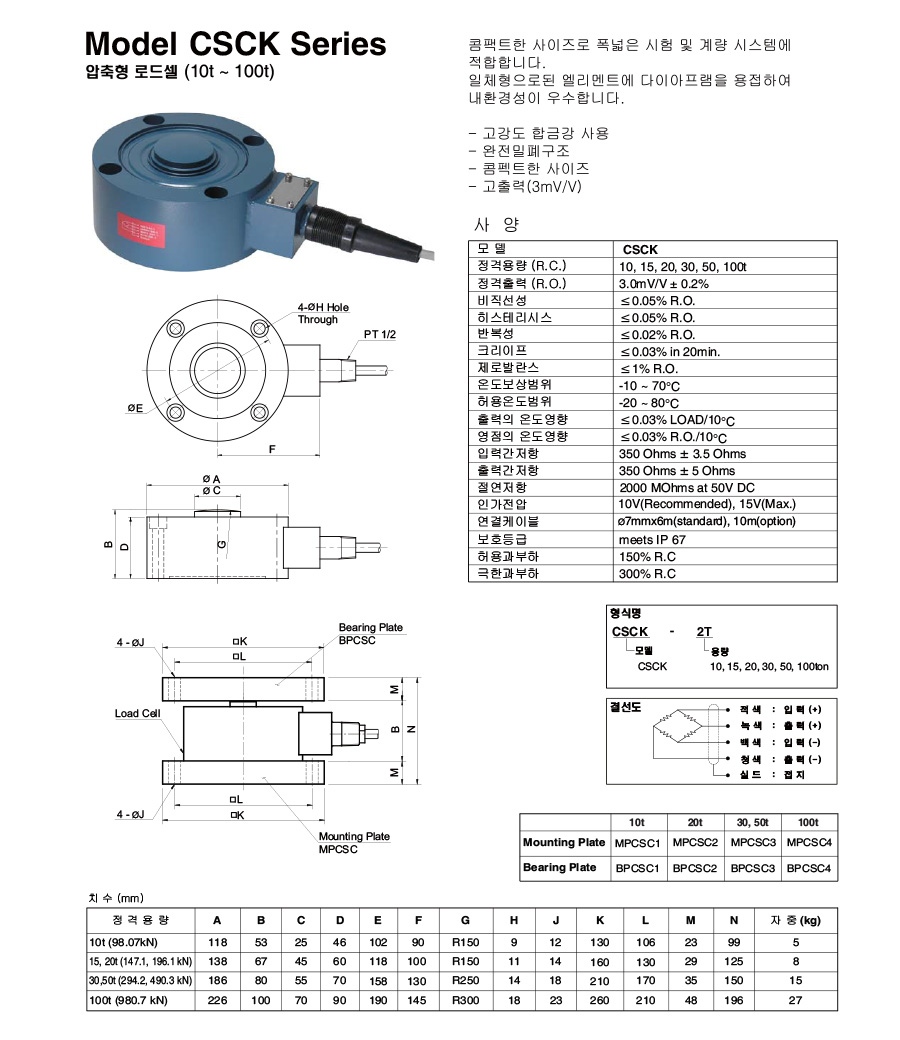 Model CSCK Series
압축형 로드셀 (10t ~ 100t)
콤팩트한 사이즈로 폭넓은 시험 및 계량 시스템에
적합합니다.
일체형으로된 엘리멘트에 다이아프램을 용접하여
내환경성이 우수합니다.
- 고강도 합금강 사용
- 완전밀폐구조
- 콤펙트한 사이즈
- 고출력(3mV/V)
사 양
모 델 CSCK
정격용량 (R.C.) 10, 15, 20, 30, 50, 100t
정격출력 (R.O.) 3.0mV/V ± 0.2%
비직선성 ≤0.05% R.O.
히스테리시스 ≤0.05% R.O.
반복성 ≤0.02% R.O.
크리이프 ≤0.03% in 20min.
제로발란스 ≤1% R.O.
온도보상범위 -10 ~ 70°C
허용온도범위 -20 ~ 80°C
출력의 온도영향 ≤0.03% LOAD/10°C
영점의 온도영향 ≤0.03% R.O./10°C
입력간저항 350 Ohms ± 3.5 Ohms
출력간저항 350 Ohms ± 5 Ohms
절연저항 2000 MOhms at 50V DC
인가전압 10V(Recommended), 15V(Max.)
연결케이블 ø7mmx6m(standard), 10m(option)
보호등급 meets IP 67
허용과부하 150% R.C
극한과부하 300% R.C
4-ØH Hole
Through
PT 1/2
ØE
F
Ø A
Ø C
B
D
G
4 - ØJ
□K
□L
Bearing Plate
BPCSC
Load Cell
M
B
N
M
□L
4 - ØJ
□K
Mounting Plate
MPCSC
형식명
CSCK - 2T
모델 용량
CSCK 10, 15, 20, 30, 50, 100ton
결선도
적색 : 입력(+)
녹색 : 출력(+)
백색 : 입력(-)
청색 : 출력(-)
실드 : 접지
10t 20t 30, 50t 100t
Mounting Plate MPCSC1 MPCSC2 MPCSC3 MPCSC4
Bearing Plate BPCSC1 BPCSC2 BPCSC3 BPCSC4
치 수 (mm)
정 격 용 량 A B C D E F G H J K L M N 자 중 (kg)
10t (98.07kN) 118 53 25 46 102 90 R150 9 12 130 106 23 99 5
15, 20t (147.1, 196.1 kN) 138 67 45 60 118 100 R150 11 14 160 130 29 125 8
30,50t (294.2, 490.3 kN) 186 80 55 70 158 130 R250 14 18 210 170 35 150 15
100t (980.7 kN) 226 100 70 90 190 145 R300 18 23 260 210 48 196 27